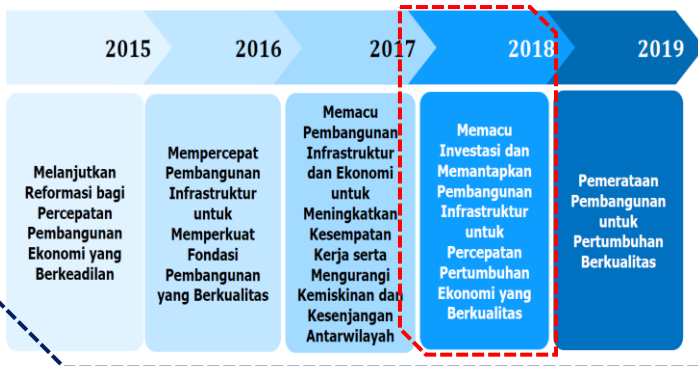 2015
2016
2017
2018
2019
Melanjutkan
Reformasi bagi
Percepatan
Pembangunan
Ekonomi yang
Berkeadilan
Mempercepat
Pembangunan
Infrastruktur
untuk
Memperkuat
Fondasi
Pembangunan
yang Berkualitas
Memacu
Pembangunan
Infrastruktur
dan Ekonomi
untuk
Meningkatkan
Kesempatan
Kerja serta
Mengurangi
Kemiskinan dan
Kesenjangan
Antarwilayah
Memacu
Investasi dan
Memantapkan
Pembangunan
Infrastruktur
untuk
Percepatan
Pertumbuhan
Ekonomi yang
Berkualitas
Pemerataan
Pembangunan
untuk
Pertumbuhan
Berkualitas